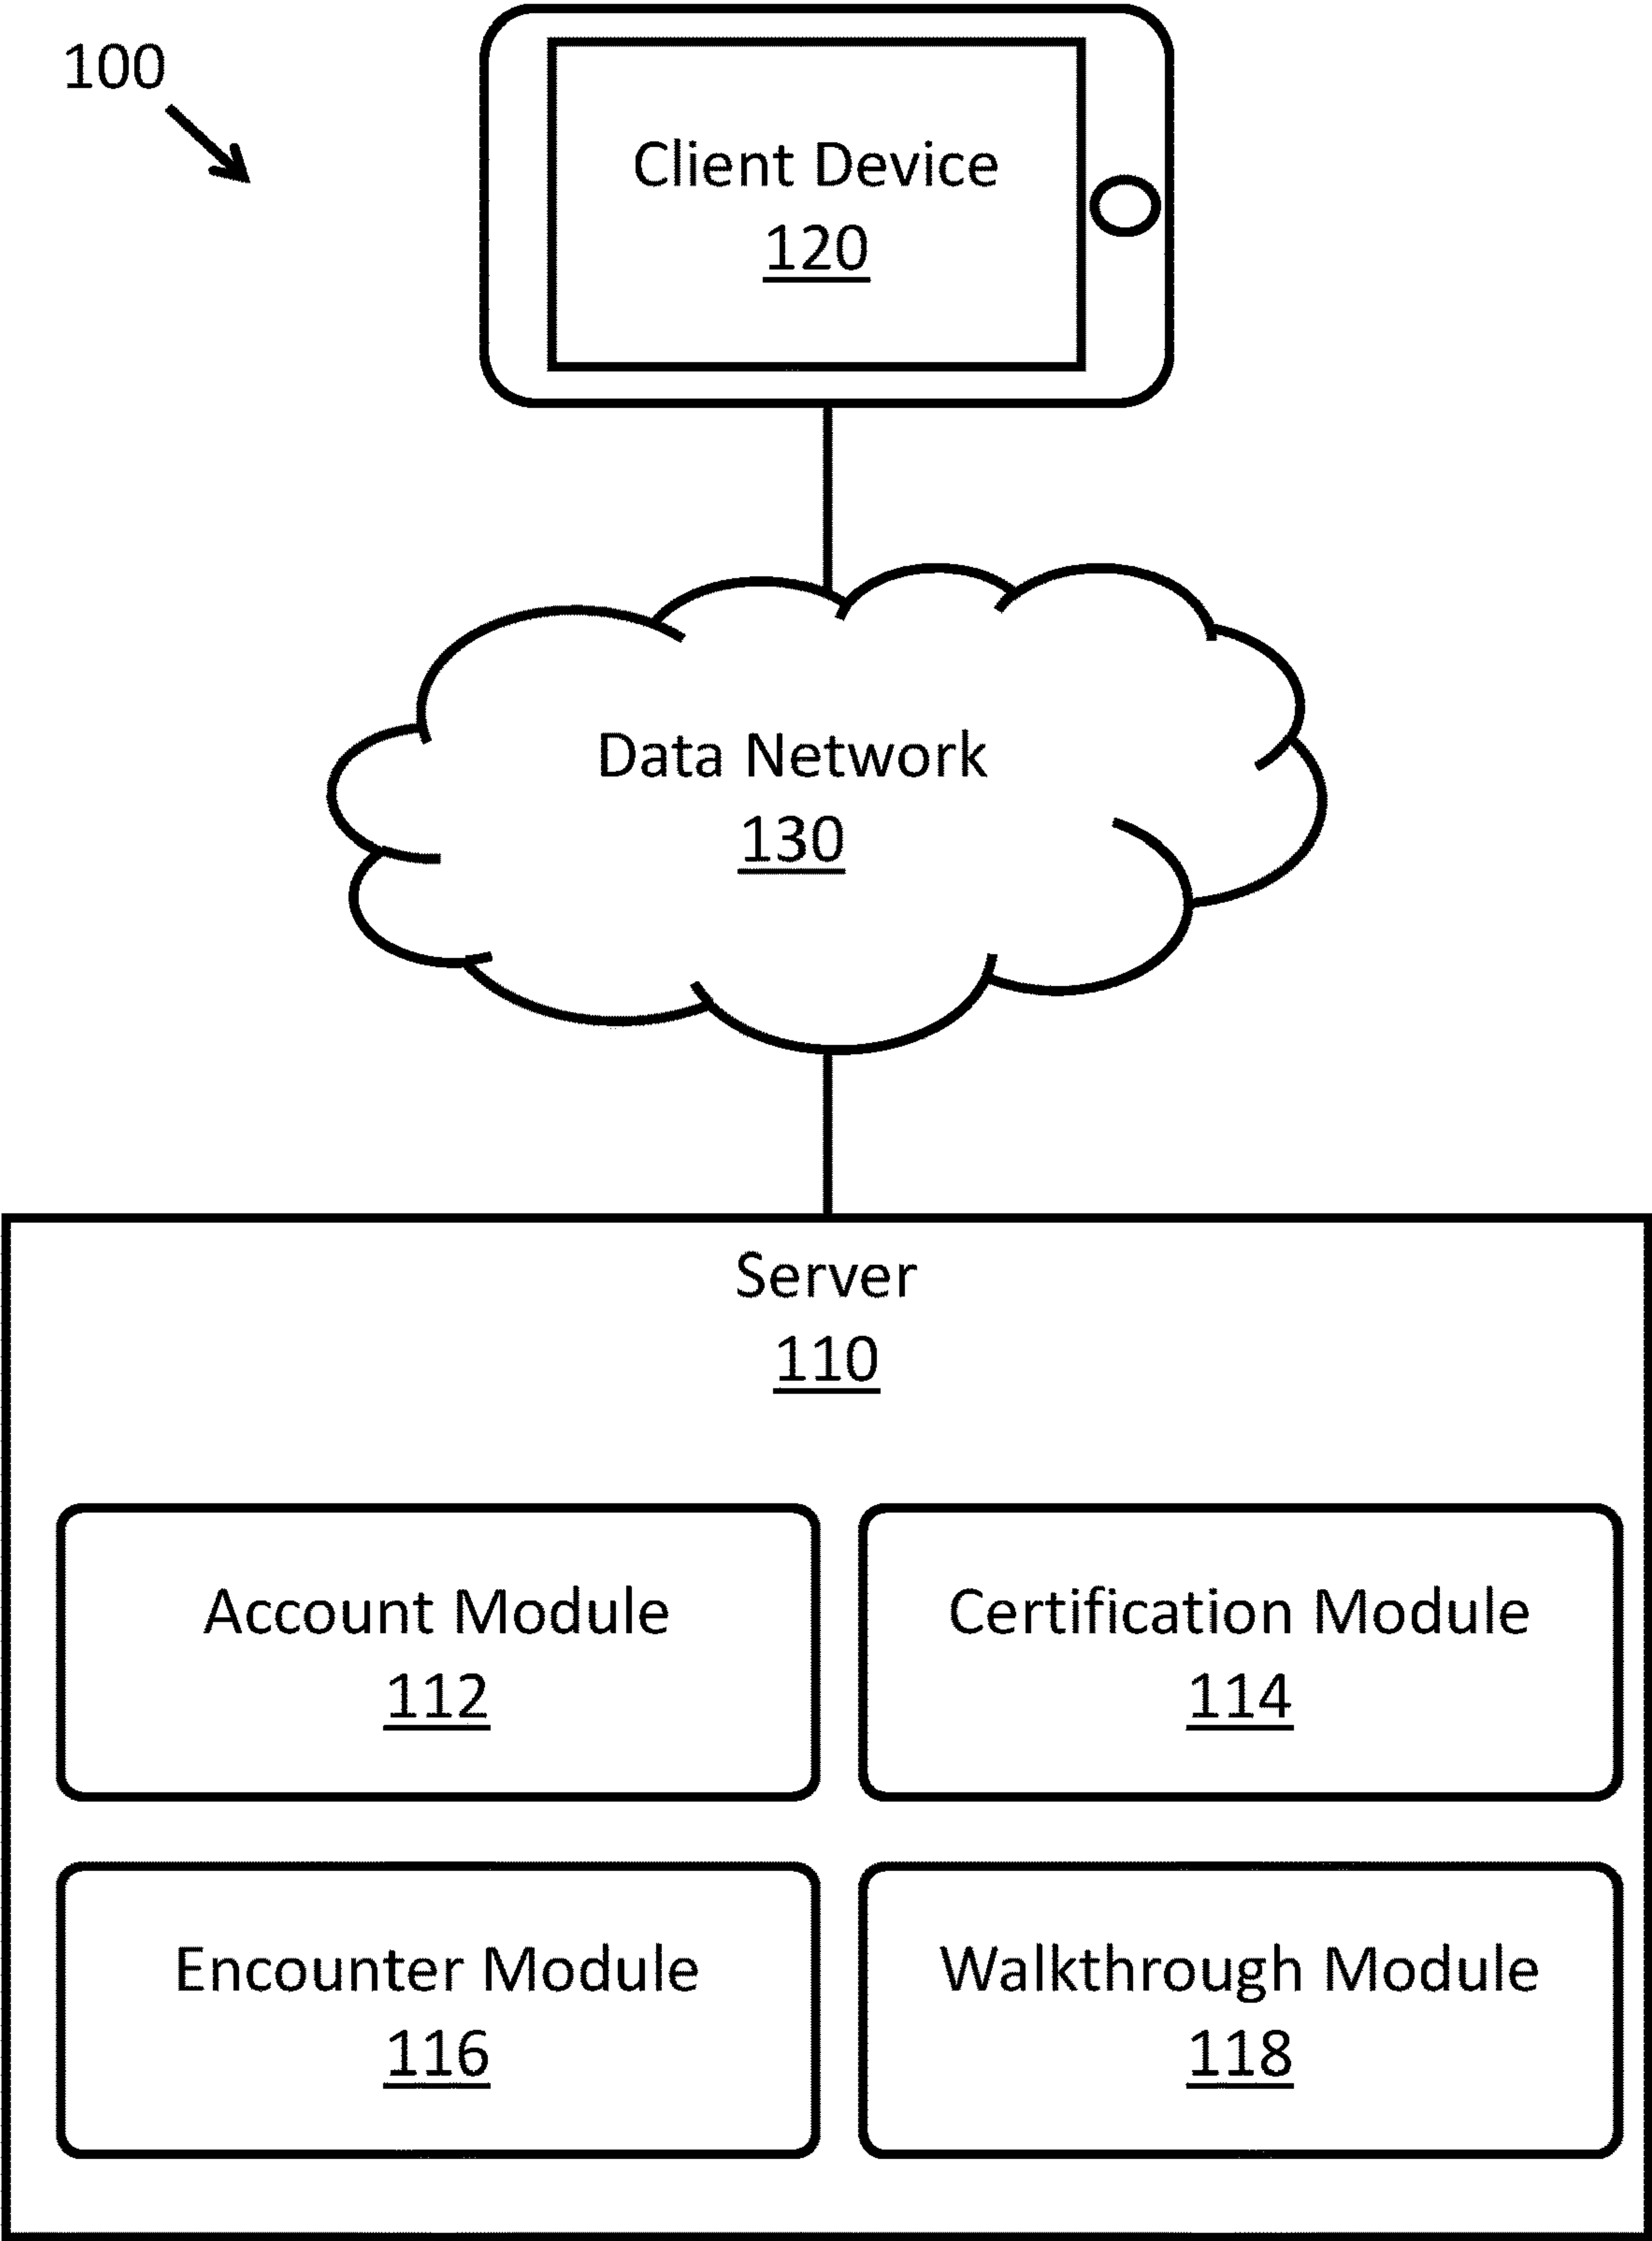 100
Client Device
120
Data Network
130
Server
110
Account Module
112
Certification Module
114
Encounter Module
116
Walkthrough Module
118